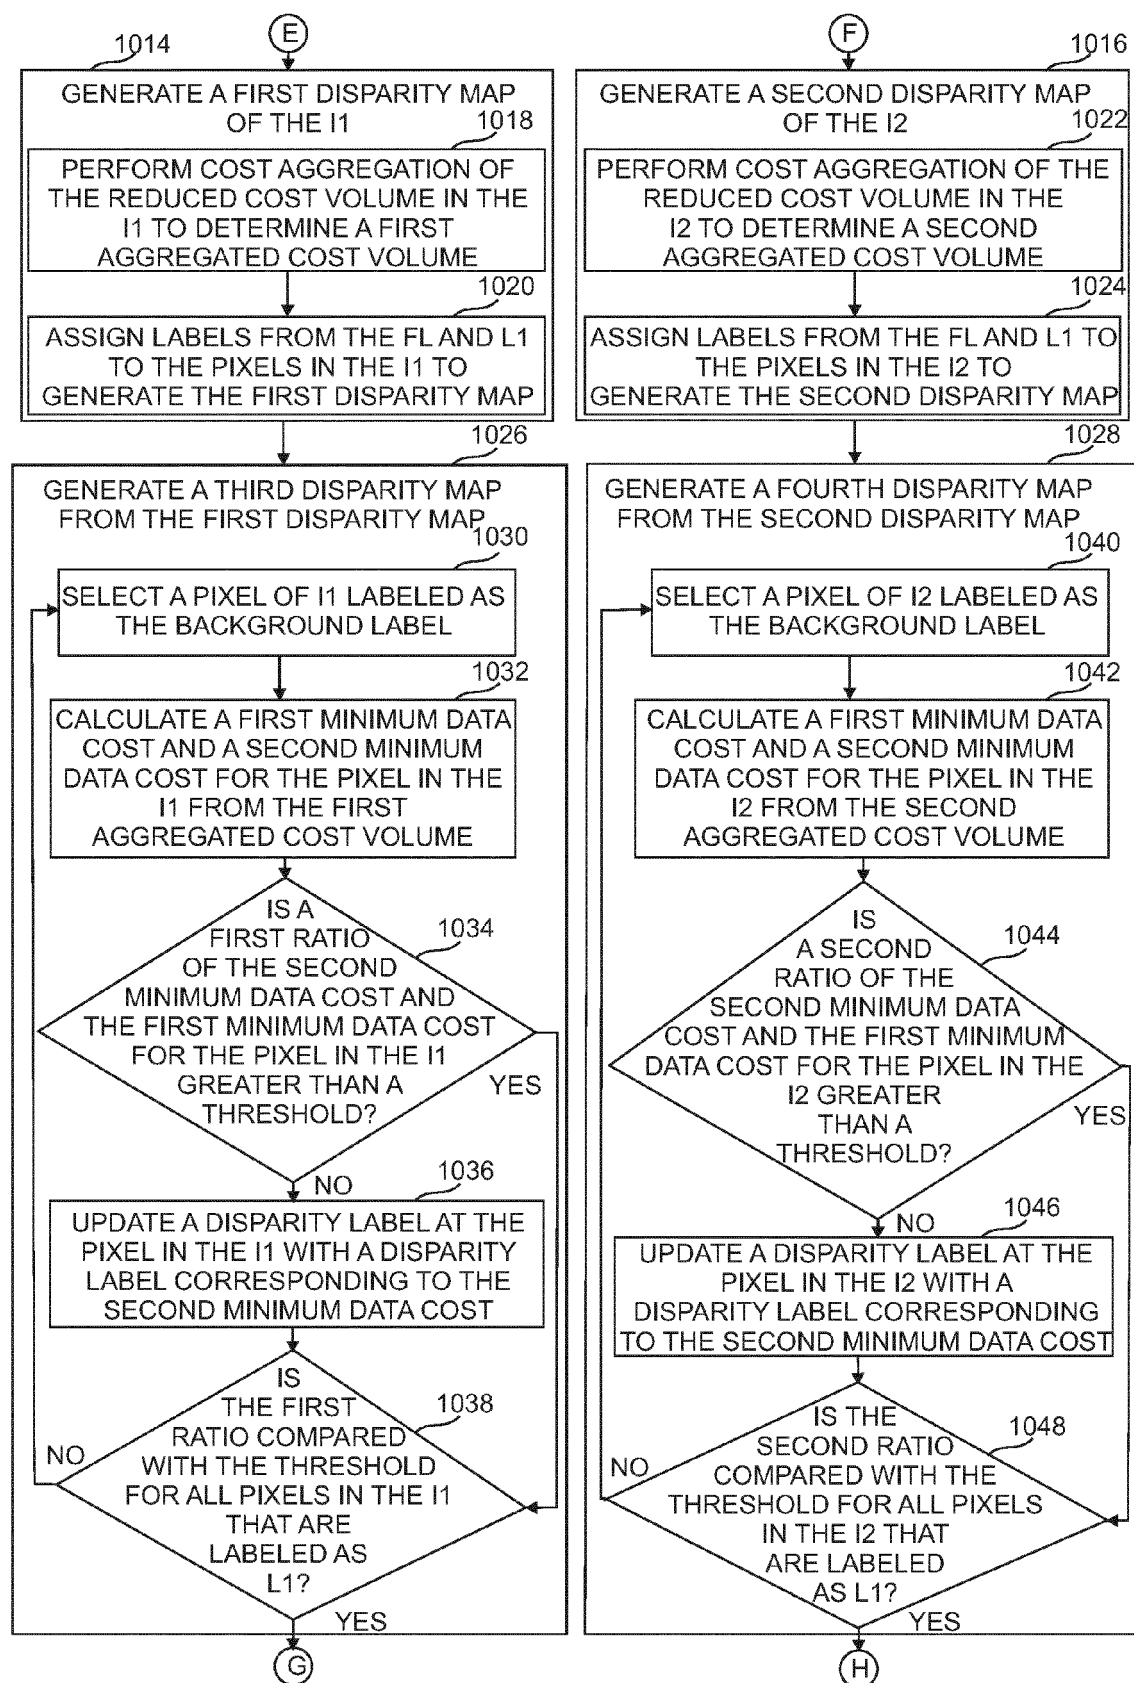 E
1014
GENERATE A FIRST DISPARITY MAP
OF THE I1
1018
PERFORM COST AGGREGATION OF
THE REDUCED COST VOLUME IN THE
I1 TO DETERMINE A FIRST
AGGREGATED COST VOLUME
1020
ASSIGN LABELS FROM THE FL AND L1
TO THE PIXELS IN THE I1 TO
GENERATE THE FIRST DISPARITY MAP
1026
GENERATE A THIRD DISPARITY MAP
FROM THE FIRST DISPARITY MAP
1030
SELECT A PIXEL OF I1 LABELED AS
THE BACKGROUND LABEL
1032
CALCULATE A FIRST MINIMUM DATA
COST AND A SECOND MINIMUM
DATA COST FOR THE PIXEL IN THE
I1 FROM THE FIRST
AGGREGATED COST VOLUME
IS A
FIRST RATIO
OF THE SECOND
MINIMUM DATA COST AND
THE FIRST MINIMUM DATA COST
FOR THE PIXEL IN THE I1
GREATER THAN A
THRESHOLD?
1034
YES
NO
1036
UPDATE A DISPARITY LABEL AT THE
PIXEL IN THE I1 WITH A DISPARITY
LABEL CORRESPONDING TO THE
SECOND MINIMUM DATA COST
IS
THE FIRST
RATIO COMPARED
WITH THE THRESHOLD
FOR ALL PIXELS IN THE I1
THAT ARE
LABELED AS
L1?
1038
NO
YES
G
F
1016
GENERATE A SECOND DISPARITY MAP
OF THE I2
1022
PERFORM COST AGGREGATION OF THE
REDUCED COST VOLUME IN THE
I2 TO DETERMINE A SECOND
AGGREGATED COST VOLUME
1024
ASSIGN LABELS FROM THE FL AND L1 TO
THE PIXELS IN THE I2 TO
GENERATE THE SECOND DISPARITY MAP
1028
GENERATE A FOURTH DISPARITY MAP
FROM THE SECOND DISPARITY MAP
1040
SELECT A PIXEL OF I2 LABELED AS
THE BACKGROUND LABEL
1042
CALCULATE A FIRST MINIMUM DATA
COST AND A SECOND MINIMUM
DATA COST FOR THE PIXEL IN THE
I2 FROM THE SECOND
AGGREGATED COST VOLUME
IS
A SECOND
RATIO OF THE
SECOND MINIMUM DATA
COST AND THE FIRST MINIMUM
DATA COST FOR THE PIXEL IN THE
I2 GREATER
THAN A
THRESHOLD?
1044
YES
NO
1046
UPDATE A DISPARITY LABEL AT THE
PIXEL IN THE I2 WITH A
DISPARITY LABEL CORRESPONDING
TO THE SECOND MINIMUM DATA COST
IS THE
SECOND RATIO
COMPARED WITH THE
THRESHOLD FOR ALL PIXELS
IN THE I2 THAT
ARE LABELED
AS L1?
1048
NO
YES
H